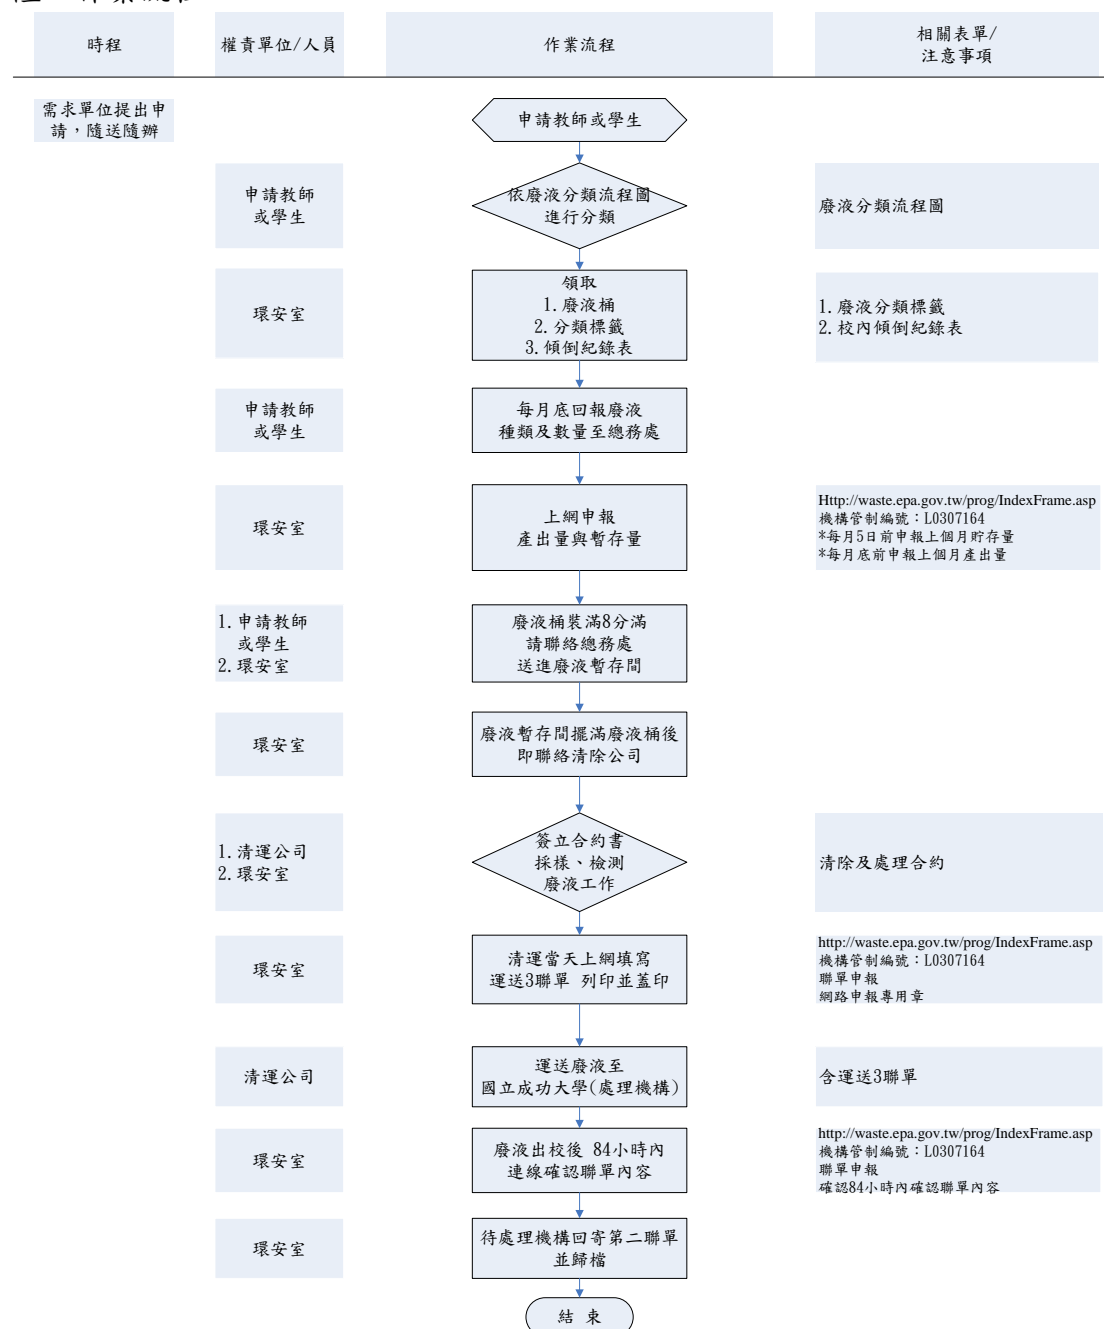 時程
權責單位/人員
作業流程
相關表單/
注意事項
需求單位提出申
請,隨送隨辦
申請教師或學生
申請教師
或學生
依廢液分類流程圖
進行分類
廢液分類流程圖
環安室
領取
1.廢液桶
2.分類標籤
3.傾倒紀錄表
1.廢液分類標籤
2.校內傾倒紀錄表
申請教師
或學生
每月底回報廢液
種類及數量至總務處
環安室
上網申報
產出量與暫存量
Http://waste.epa.gov.tw/prog/IndexFrame.asp
機構管制編號:L0307164
*每月5日前申報上個月貯存量
*每月底前申報上個月產出量
1.申請教師
或學生
2.環安室
廢液桶裝滿8分滿
請聯絡總務處
送進廢液暫存間
環安室
廢液暫存間擺滿廢液桶後
即聯絡清除公司
1.清運公司
2.環安室
簽立合約書
採樣、檢測
廢液工作
清除及處理合約
環安室
清運當天上網填寫
運送3聯單 列印並蓋印
http://waste.epa.gov.tw/prog/IndexFrame.asp
機構管制編號:L0307164
聯單申報
網路申報專用章
清運公司
運送廢液至
國立成功大學(處理機構)
含運送3聯單
環安室
廢液出校後 84小時內
連線確認聯單內容
http://waste.epa.gov.tw/prog/IndexFrame.asp
機構管制編號:L0307164
聯單申報
確認84小時內確認聯單內容
環安室
待處理機構回寄第二聯單
並歸檔
結 束